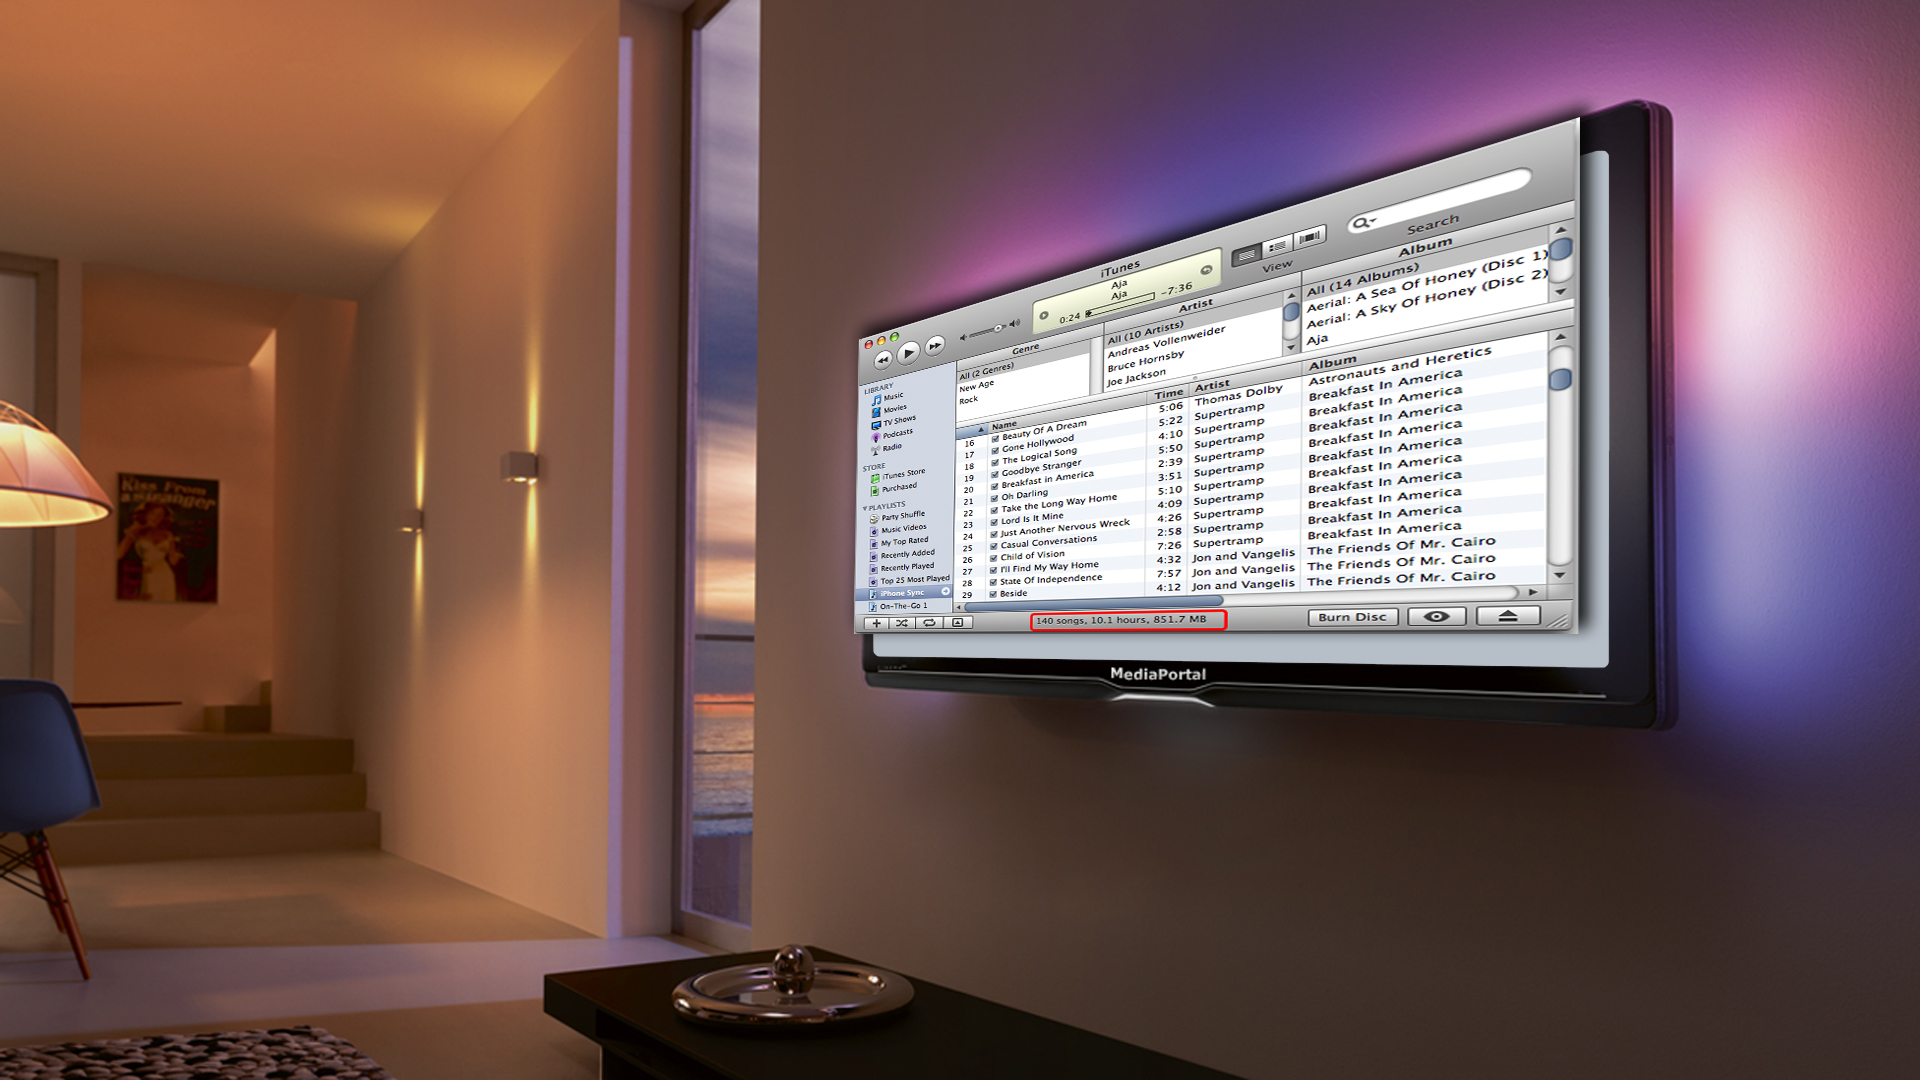 Kiss From
a stranger
iTunes
Aja
Aja
0:24
-7:36
View
Search
LIBRARY
Music
Movies
TV Shows
Podcasts
Radio
STORE
iTunes Store
Purchased
PLAYLISTS
Party Shuffle
Music Videos
My Top Rated
Recently Added
Recently Played
Top 25 Most Played
iPhone Sync
On-The-Go 1
Genre
All (2 Genres)
New Age
Rock
Artist
All (10 Artists)
Andreas Vollenweider
Bruce Hornsby
Joe Jackson
Album
All (14 Albums)
Aerial: A Sea Of Honey (Disc 1)
Aerial: A Sky Of Honey (Disc 2)
Aja
Name Time Artist Album
16 Beauty Of A Dream 5:06 Thomas Dolby Astronauts and Heretics
17 Gone Hollywood 5:22 Supertramp Breakfast In America
18 The Logical Song 4:10 Supertramp Breakfast In America
19 Goodbye Stranger 5:50 Supertramp Breakfast In America
20 Breakfast in America 2:39 Supertramp Breakfast In America
21 Oh Darling 3:51 Supertramp Breakfast In America
22 Take the Long Way Home 5:10 Supertramp Breakfast In America
23 Lord Is It Mine 4:09 Supertramp Breakfast In America
24 Just Another Nervous Wreck 4:26 Supertramp Breakfast In America
25 Casual Conversations 2:58 Supertramp Breakfast In America
26 Child of Vision 7:26 Supertramp Breakfast In America
27 I'll Find My Way Home 4:32 Jon and Vangelis The Friends Of Mr. Cairo
28 State Of Independence 7:57 Jon and Vangelis The Friends Of Mr. Cairo
29 Beside 4:12 Jon and Vangelis The Friends Of Mr. Cairo
140 songs, 10.1 hours, 851.7 MB
Burn Disc
MediaPortal